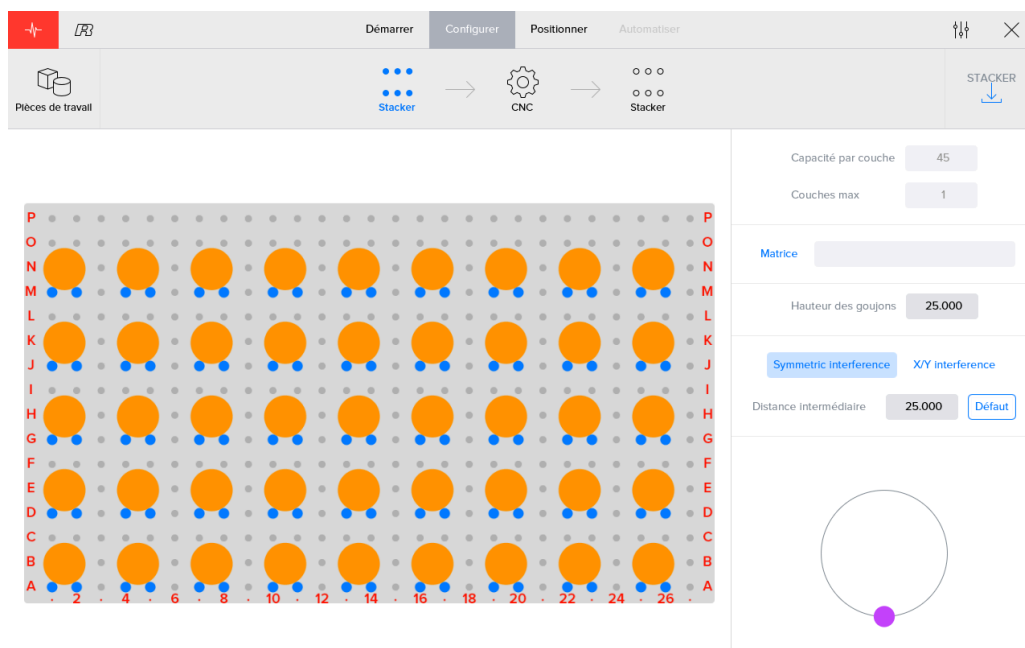 Démarrer Configurer Positionner Automatiser
Pièces de travail Stacker CNC Stacker STACKER
Capacité par couche 45
Couches max 1
Matrice
Hauteur des goujons 25.000
Symmetric interference X/Y interference
Distance intermédiaire 25.000 Défaut
P P
O O
N N
M M
L L
K K
J J
I I
H H
G G
F F
E E
D D
C C
B B
A A
. 2 . 4 . 6 . 8 . 10 . 12 . 14 . 16 . 18 . 20 . 22 . 24 . 26 .